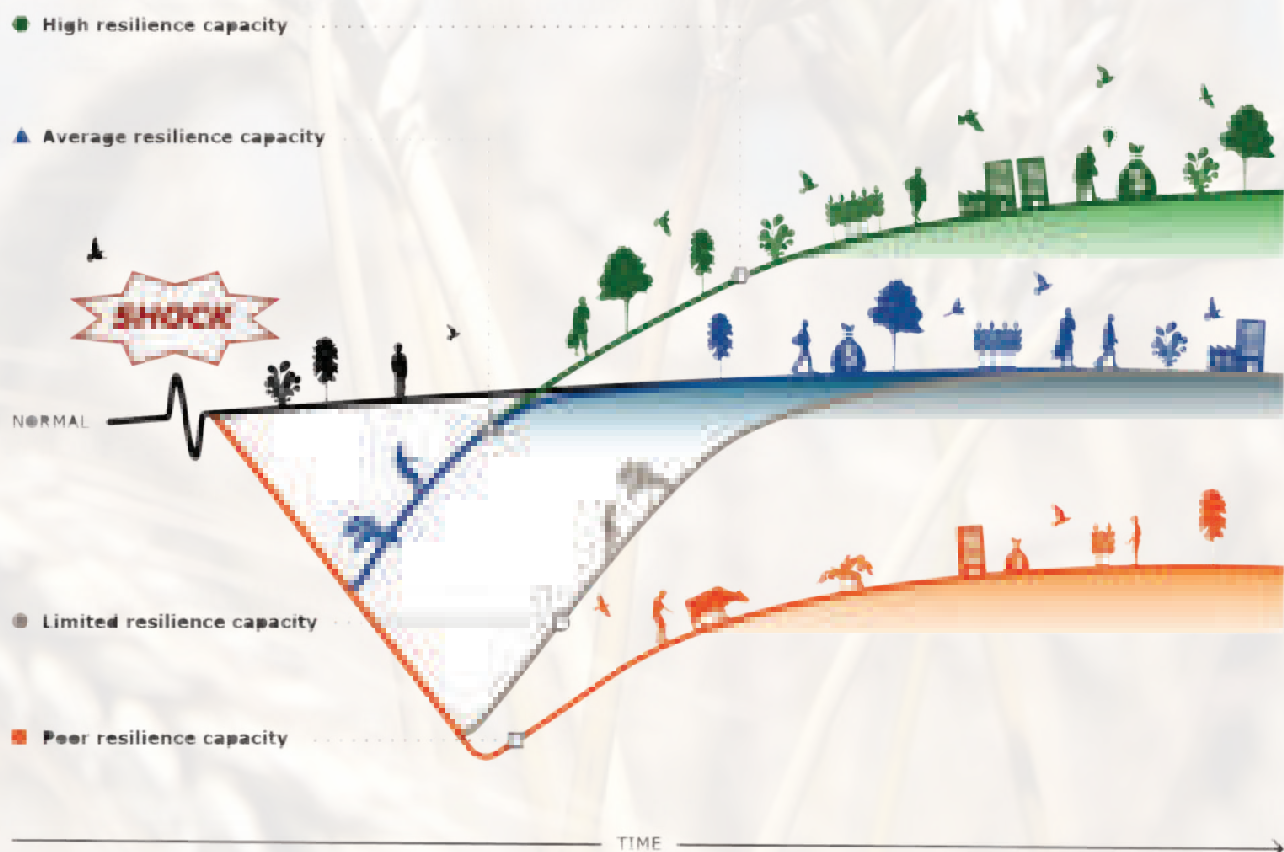 High resilience capacity
Average resilience capacity
SHOCK
NORMAL
Limited resilience capacity
Poor resilience capacity
TIME